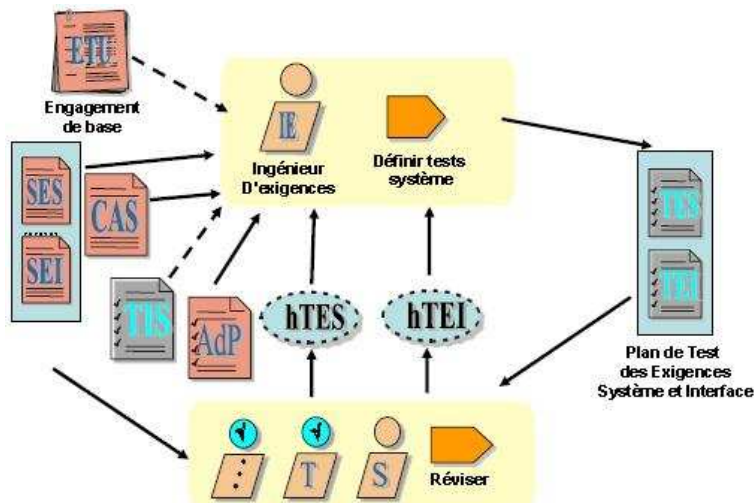 ETU
Engagement
de base
IE
Ingénieur
D'exigences
Définir tests
système
SES
CAS
SEI
TIS
AdP
hTES
hTEI
TES
TEI
Plan de Test
des Exigences
Système et Interface
T
S
Réviser